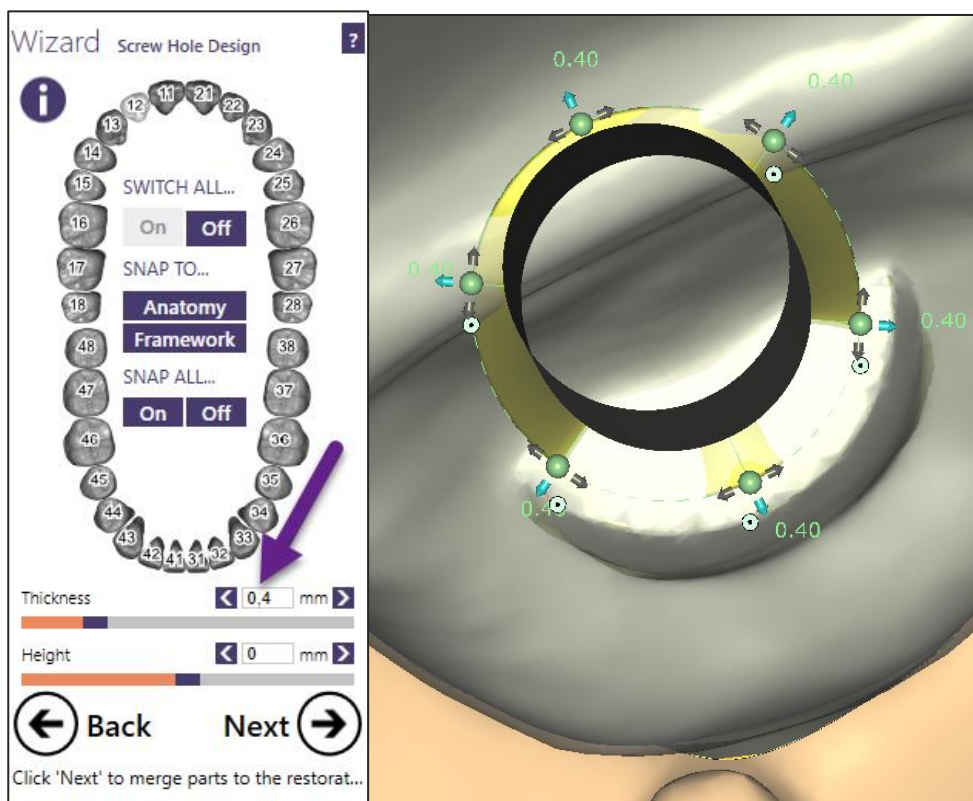 Wizard Screw Hole Design ?
i
12 11 21 22
13 23
14 24
15 25
SWITCH ALL...
16 On Off 26
SNAP TO...
17 27
18 Anatomy 28
Framework
48 38
SNAP ALL...
47 On Off 37
46 36
45 35
44 34
43 33
42 41 31 32
Thickness 0,4 mm
Height 0 mm
Back Next
Click 'Next' to merge parts to the restorat...
0.40
0.40
0.40
0.40
0.40